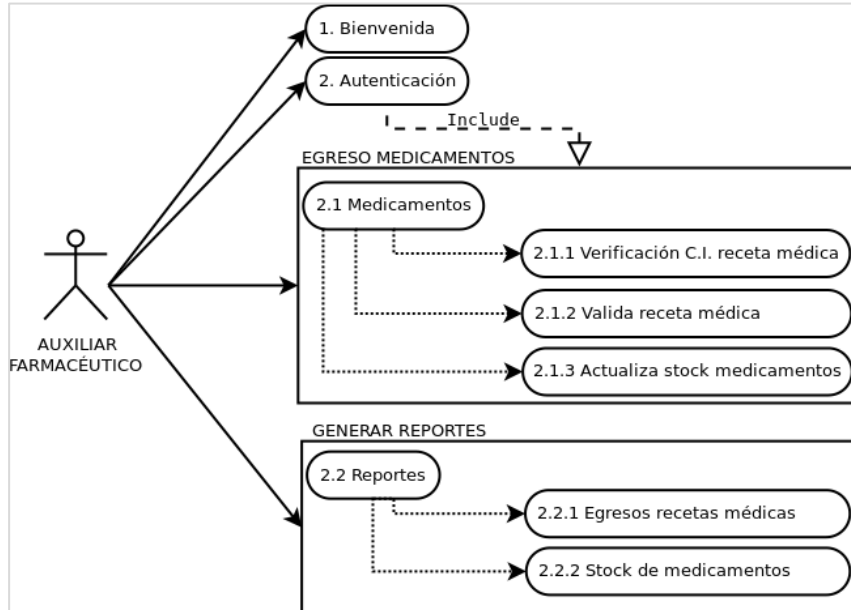 1. Bienvenida
2. Autenticación
Include
EGRESO MEDICAMENTOS
2.1 Medicamentos
2.1.1 Verificación C.I. receta médica
2.1.2 Valida receta médica
2.1.3 Actualiza stock medicamentos
AUXILIAR
FARMACÉUTICO
GENERAR REPORTES
2.2 Reportes
2.2.1 Egresos recetas médicas
2.2.2 Stock de medicamentos